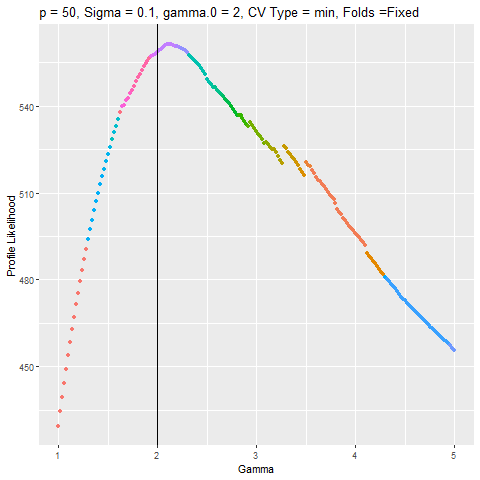 p = 50, Sigma = 0.1, gamma.0 = 2, CV Type = min, Folds =Fixed
Profile Likelihood
540
510
480
450
1 2 3 4 5
Gamma